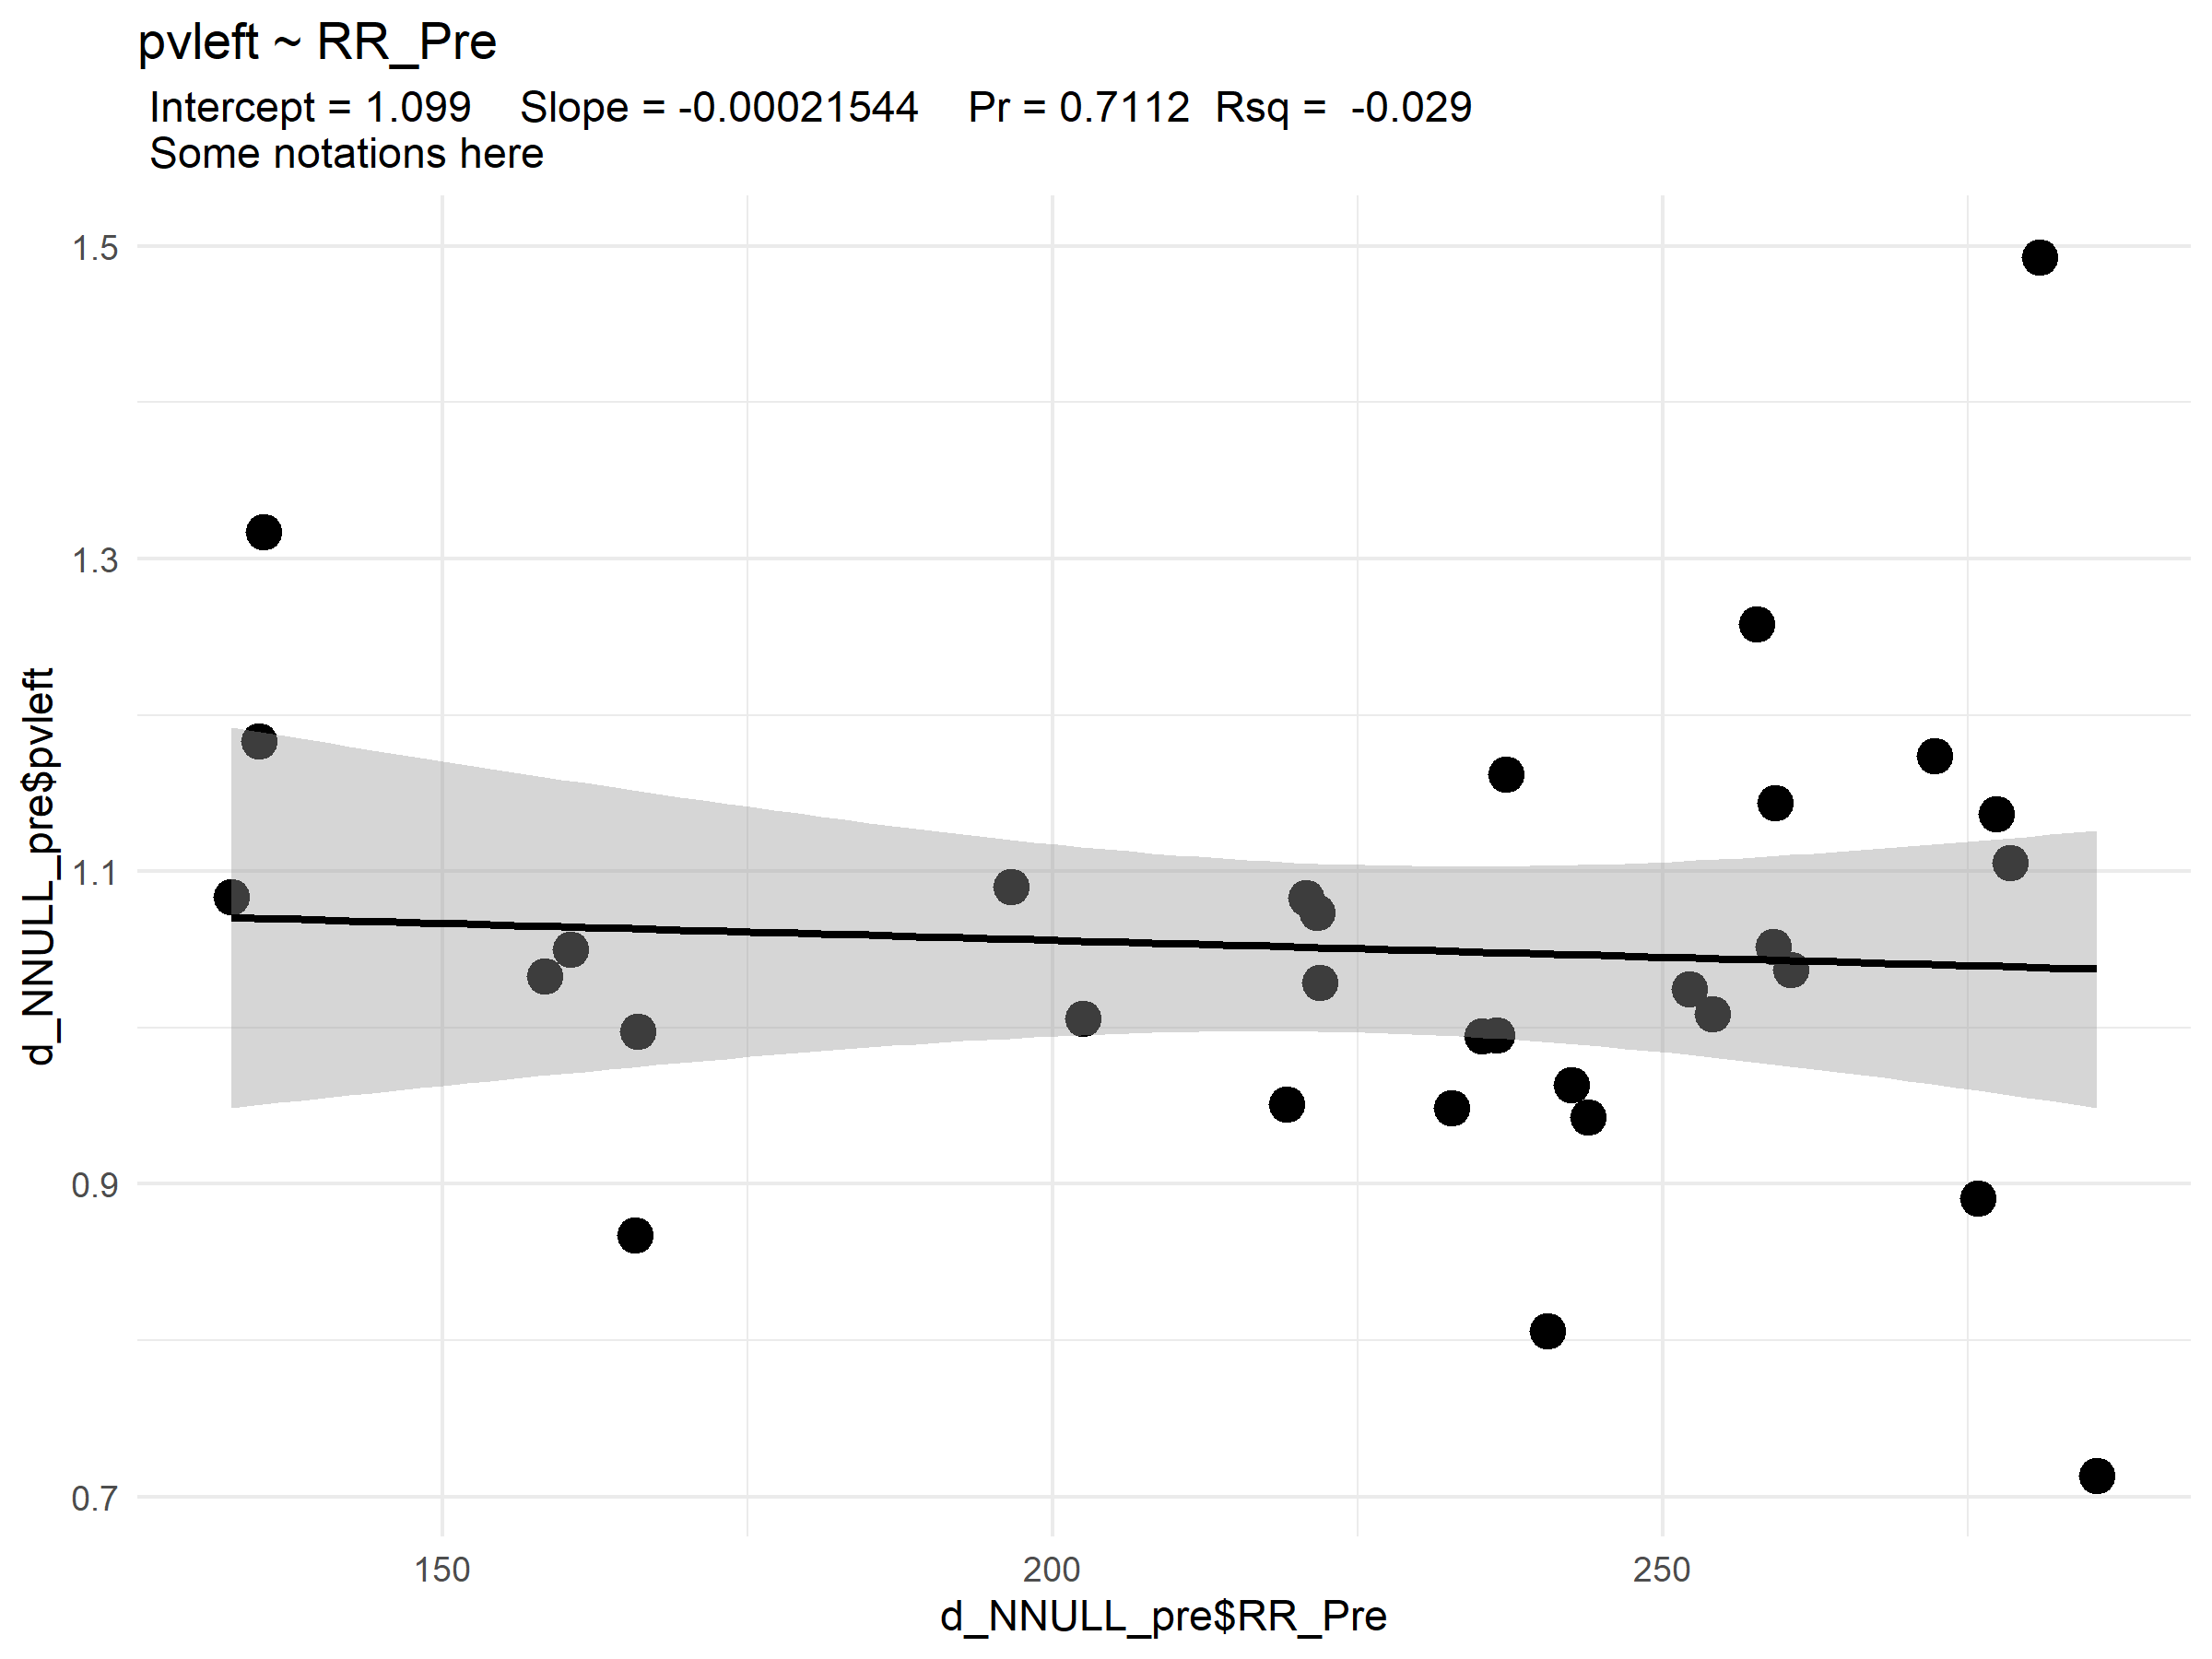 pvleft ~ RR_Pre
Intercept = 1.099 Slope = -0.00021544 Pr = 0.7112 Rsq = -0.029
Some notations here
1.5
1.3
1.1
0.9
0.7
d_NNULL_pre$pvleft
150 200 250
d_NNULL_pre$RR_Pre